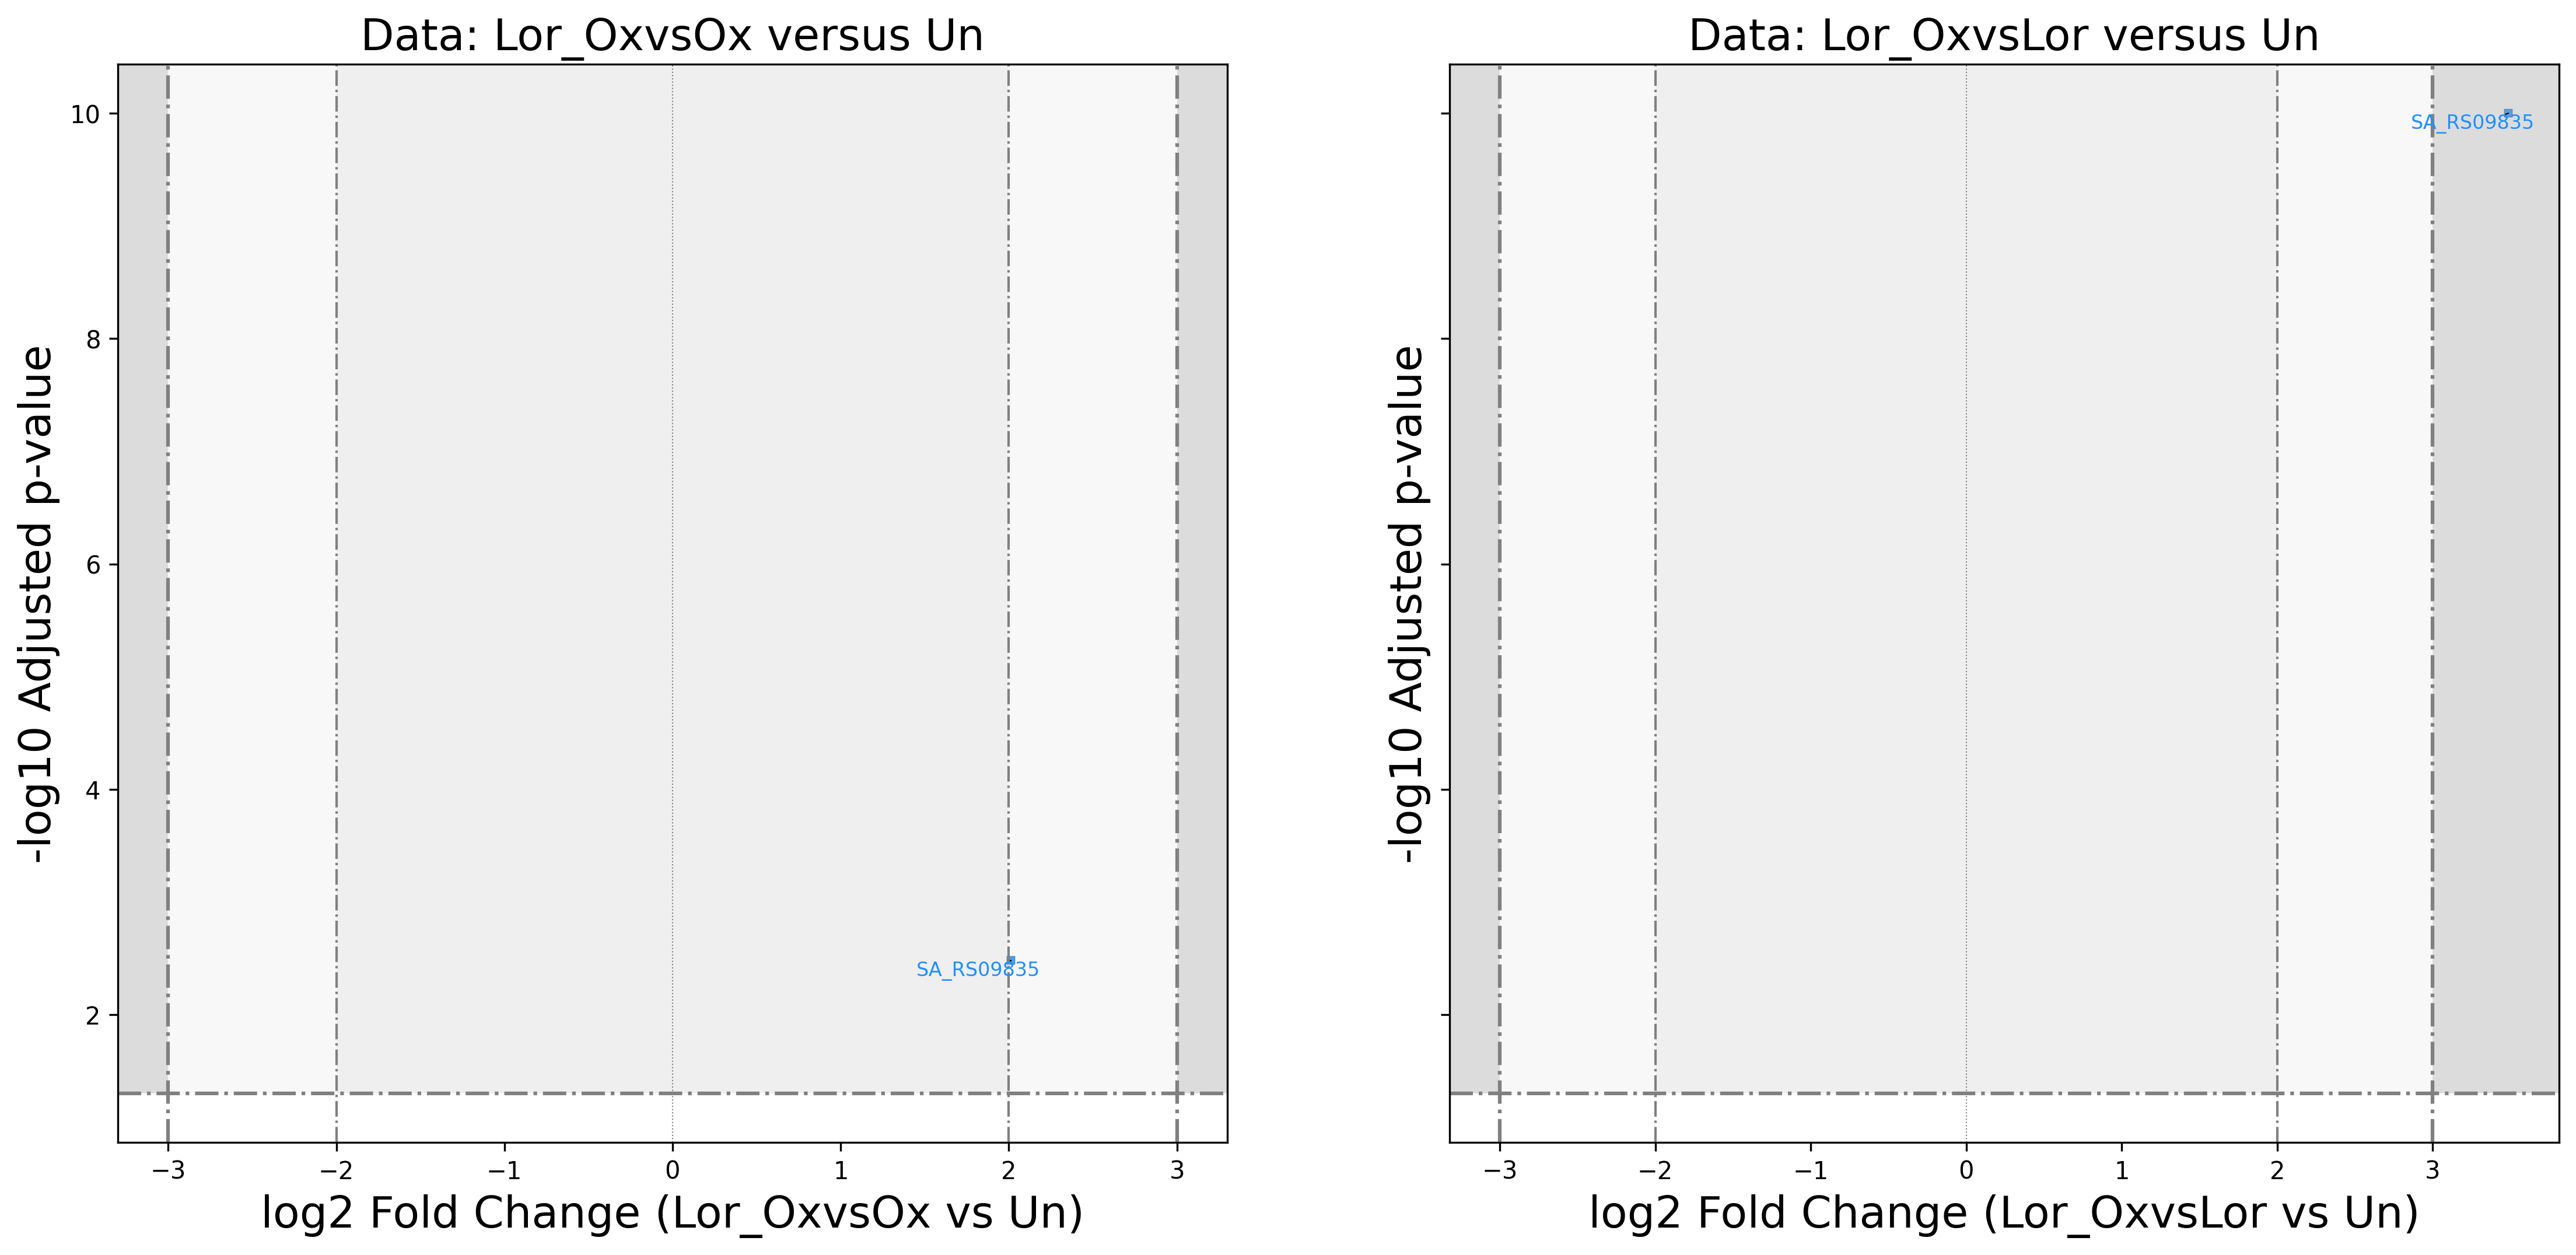 Data: Lor_OxvsOx versus Un
10
8
6
4
2
-log10 Adjusted p-value
SA_RS09835
−3 −2 −1 0 1 2 3
log2 Fold Change (Lor_OxvsOx vs Un)
Data: Lor_OxvsLor versus Un
-log10 Adjusted p-value
SA_RS09835
−3 −2 −1 0 1 2 3
log2 Fold Change (Lor_OxvsLor vs Un)